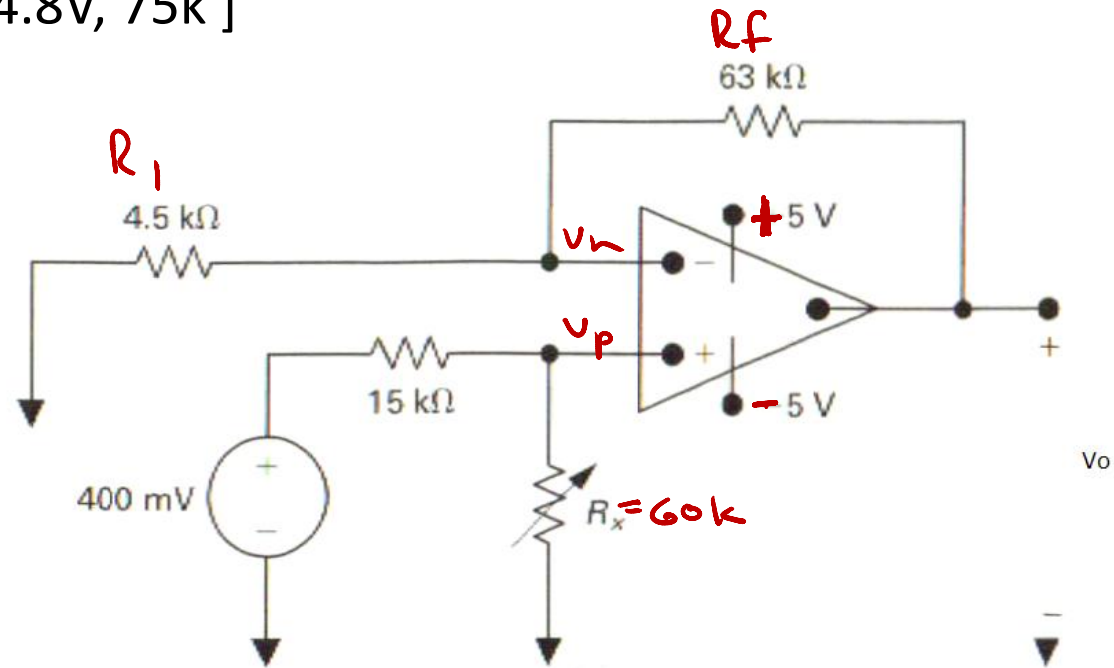 4.8V, 75k ]
Rf
63 kΩ
R1
4.5 kΩ
+5 V
vn
−
vp
+
15 kΩ
−5 V
+
400 mV
+
−
Rx=60k
Vo
−